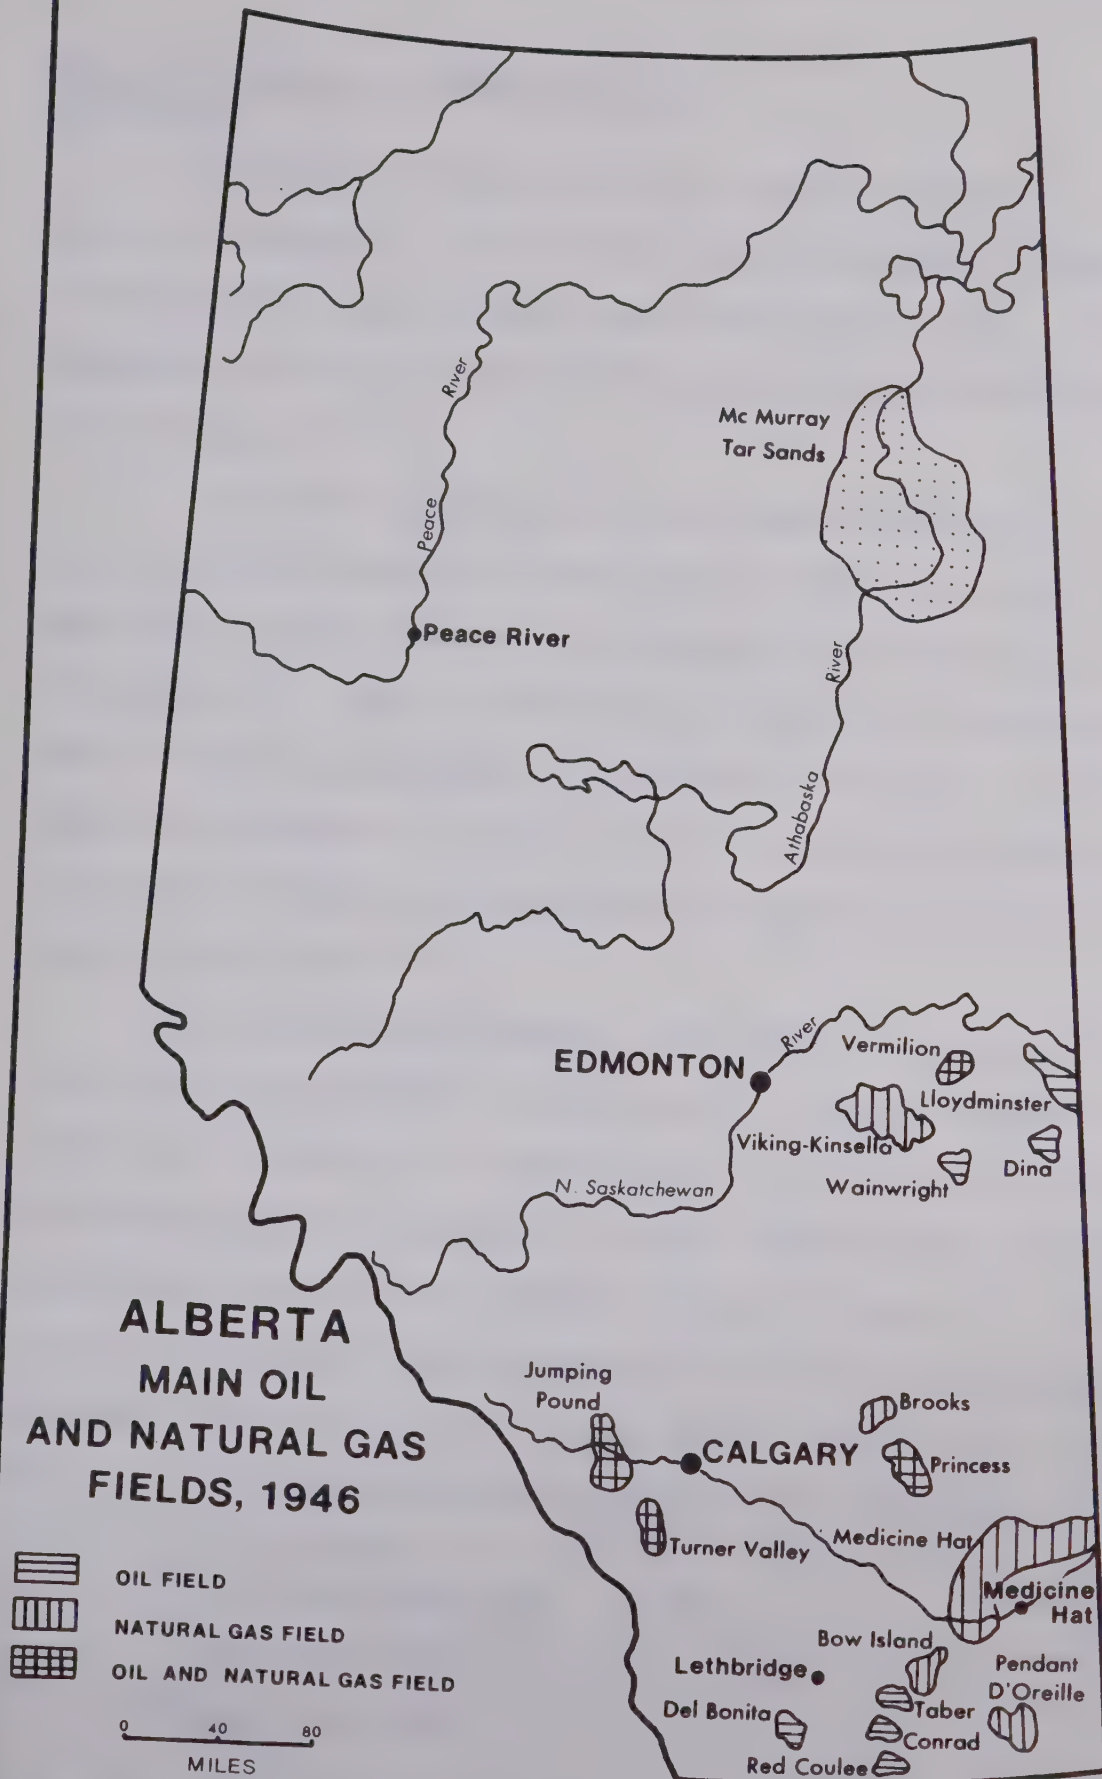 River
Peace
Mc Murray
Tar Sands
Peace River
River
Athabaska
River
EDMONTON
Vermilion
Lloydminster
Viking-Kinsella
Wainwright
Dina
N. Saskatchewan
ALBERTA
MAIN OIL
AND NATURAL GAS
FIELDS, 1946
Jumping
Pound
Brooks
CALGARY
Princess
Turner Valley
Medicine Hat
Medicine
Hat
OIL FIELD
NATURAL GAS FIELD
OIL AND NATURAL GAS FIELD
Bow Island
Lethbridge
Pendant
D'Oreille
Del Bonita
Taber
Conrad
Red Coulee
0 40 80
MILES